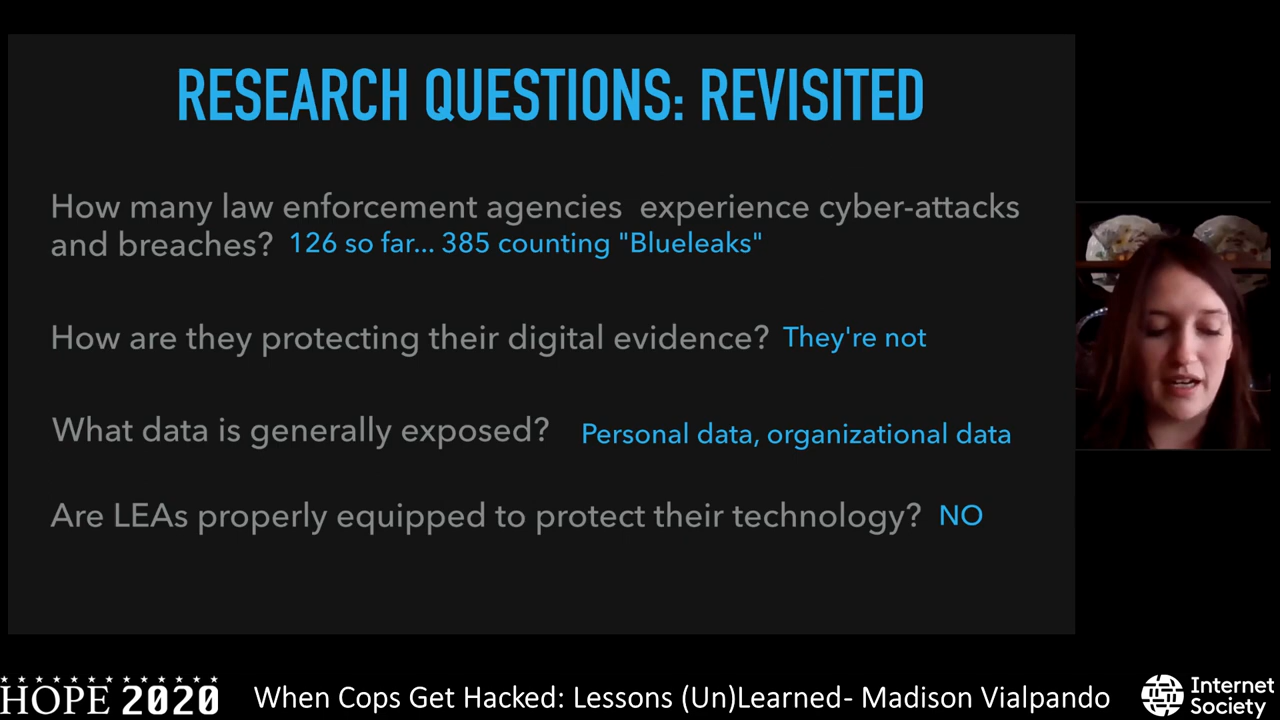 RESEARCH QUESTIONS: REVISITED
How many law enforcement agencies experience cyber-attacks
and breaches? 126 so far... 385 counting "Blueleaks"
How are they protecting their digital evidence? They're not
What data is generally exposed? Personal data, organizational data
Are LEAs properly equipped to protect their technology? NO
HOPE 2020 When Cops Get Hacked: Lessons (Un)Learned- Madison Vialpando Internet
Society